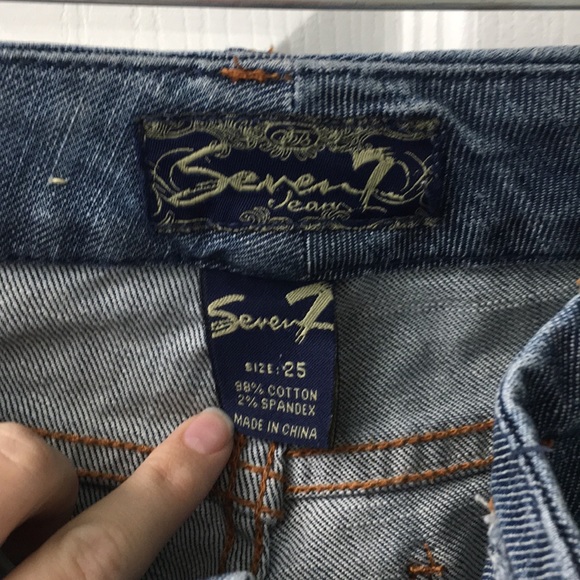 Seven7
Jeans
Seven7
SIZE: 25
98% COTTON
2% SPANDEX
MADE IN CHINA